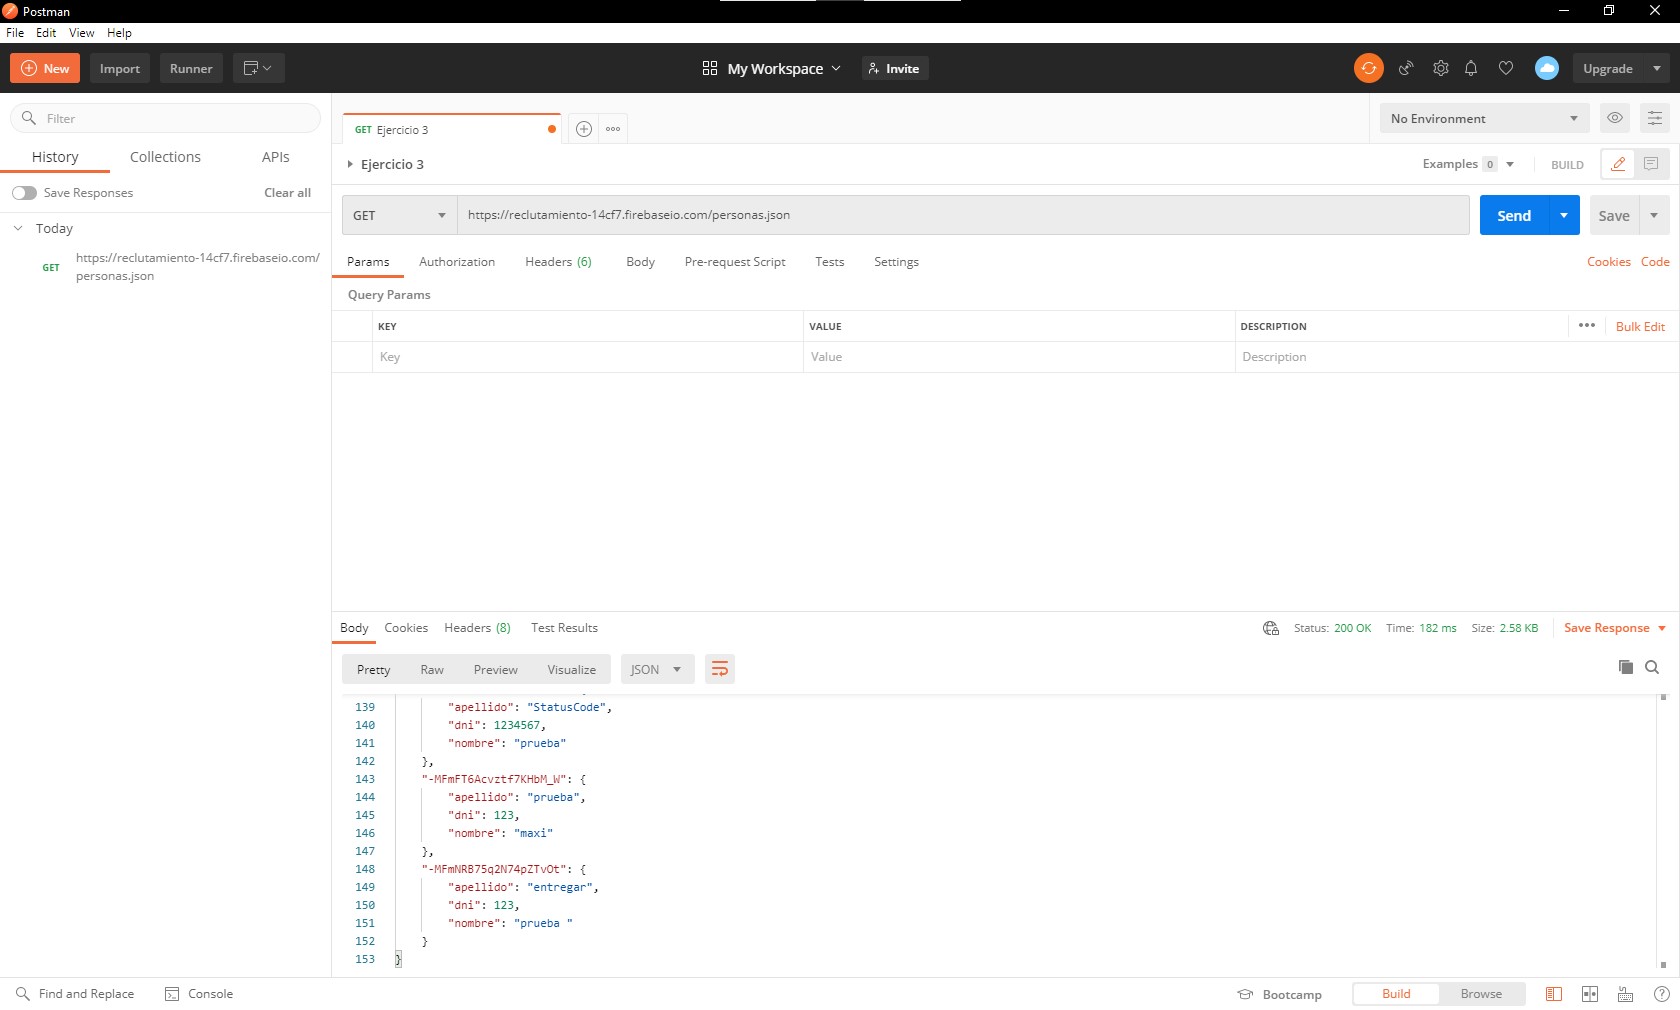 Postman
File Edit View Help
New Import Runner My Workspace Invite Upgrade
Filter
History Collections APIs
Save Responses Clear all
Today
GET https://reclutamiento-14cf7.firebaseio.com/
personas.json
GET Ejercicio 3
No Environment
Ejercicio 3
Examples 0 BUILD
GET https://reclutamiento-14cf7.firebaseio.com/personas.json Send Save
Params Authorization Headers (6) Body Pre-request Script Tests Settings Cookies Code
Query Params
KEY VALUE DESCRIPTION ••• Bulk Edit
Key Value Description
Body Cookies Headers (8) Test Results Status: 200 OK Time: 182 ms Size: 2.58 KB Save Response
Pretty Raw Preview Visualize JSON
139 "apellido": "StatusCode",
140 "dni": 1234567,
141 "nombre": "prueba"
142 },
143 "-MFmFT6Acvztf7KHbM_W": {
144 "apellido": "prueba",
145 "dni": 123,
146 "nombre": "maxi"
147 },
148 "-MFmNRB75q2N74pZTvOt": {
149 "apellido": "entregar",
150 "dni": 123,
151 "nombre": "prueba "
152 }
153 }
Find and Replace Console Bootcamp Build Browse